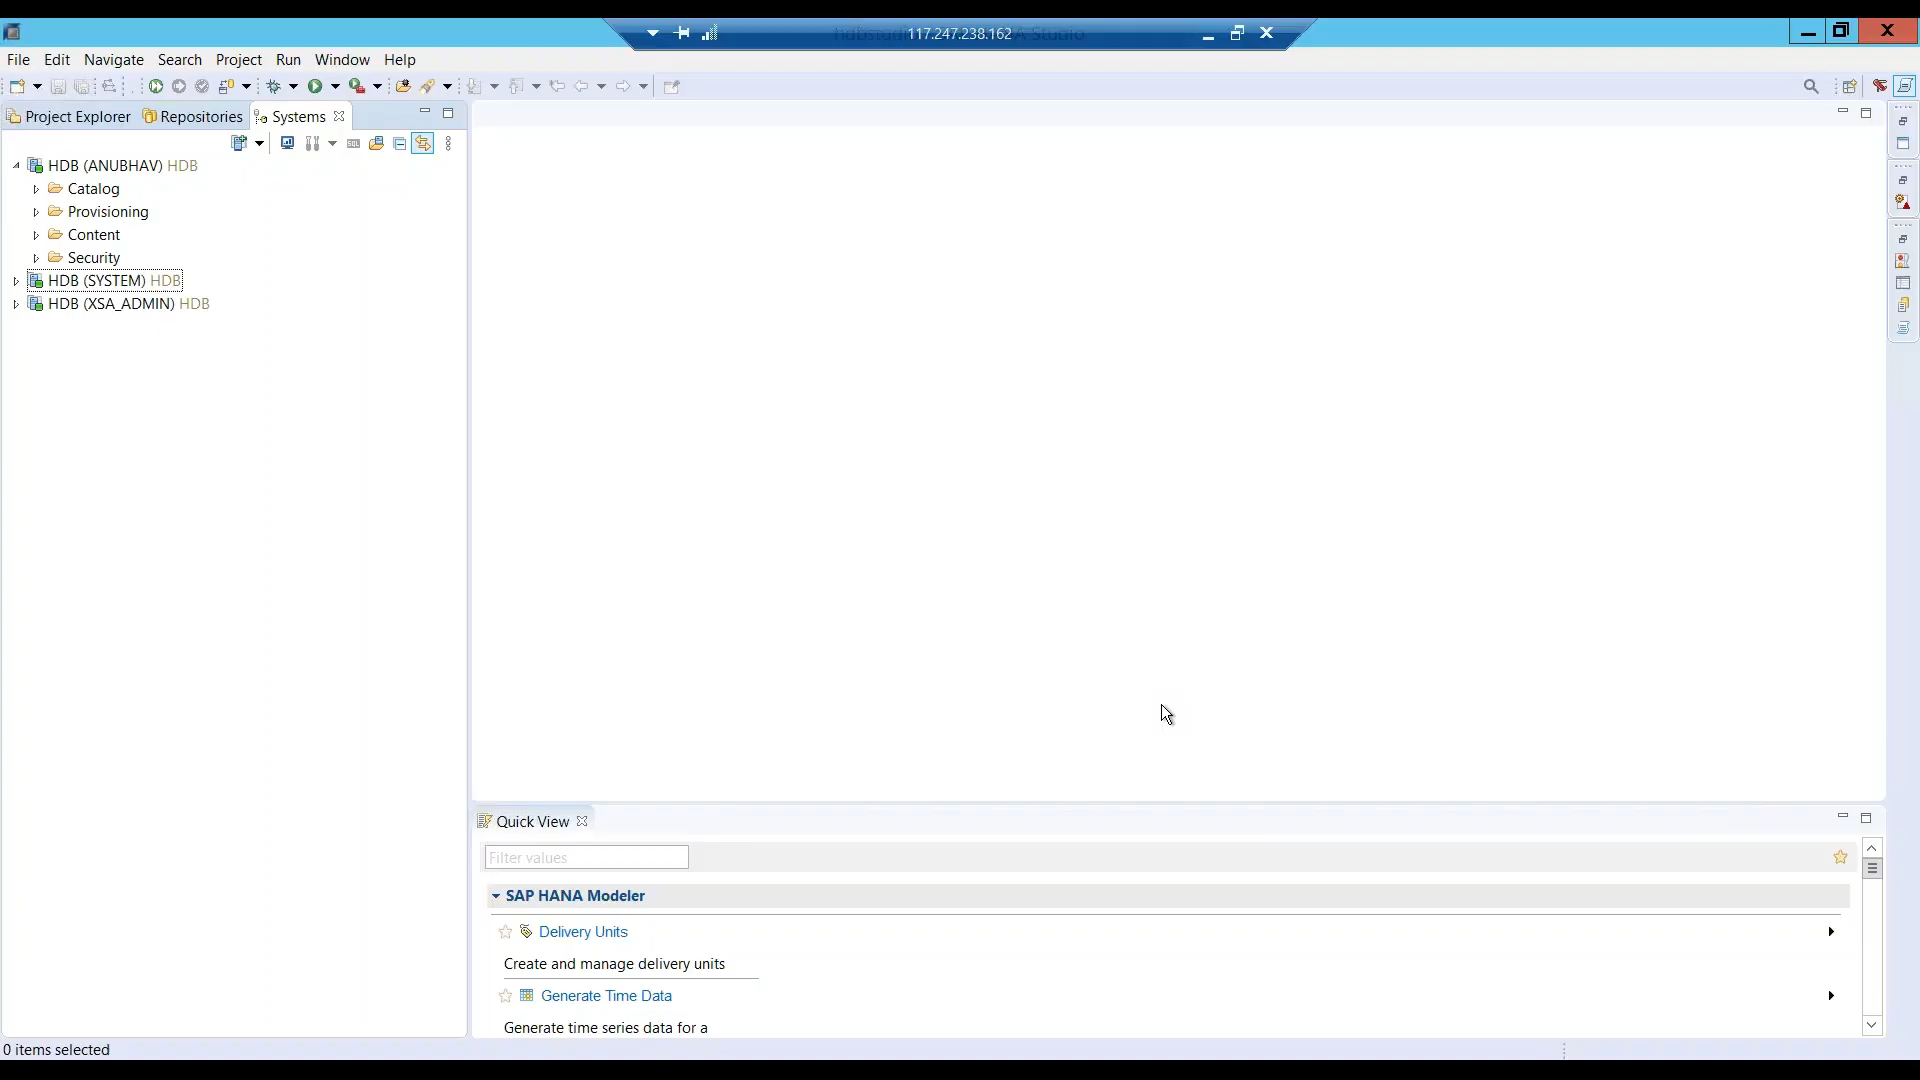 117.247.238.162
File Edit Navigate Search Project Run Window Help
Project Explorer Repositories Systems
HDB (ANUBHAV) HDB
Catalog
Provisioning
Content
Security
HDB (SYSTEM) HDB
HDB (XSA_ADMIN) HDB
Quick View
Filter values
SAP HANA Modeler
Delivery Units
Create and manage delivery units
Generate Time Data
Generate time series data for a
0 items selected